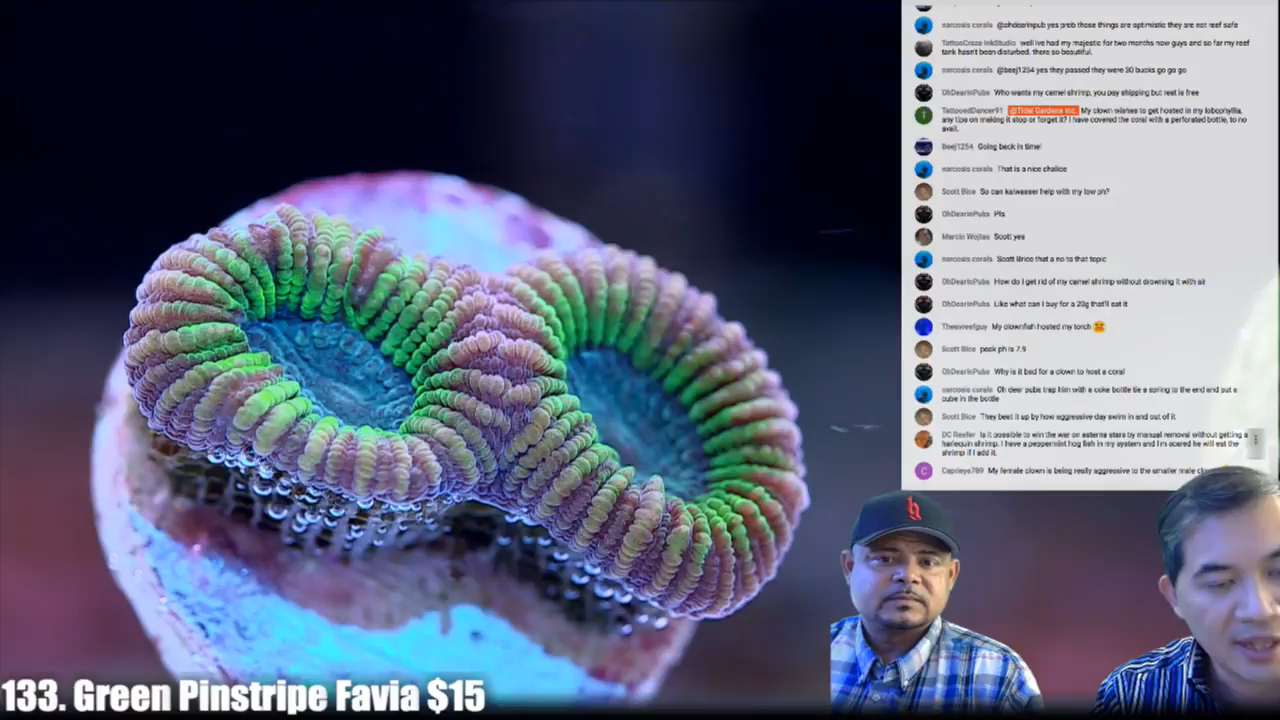 narcosis corals @ohdearinpub yes prob those things are optimistic they are not reef safe
TattooCraze InkStudio well ive had my majestic for two months now guys and so far my reef
tank hasn't been disturbed. there so beautiful.
narcosis corals @beej1254 yes they passed they were 30 bucks go go go
OhDearInPubs Who wants my camel shrimp, you pay shipping but rest is free
TattooedDancer91 @Tidal Gardens Inc. My clown wishes to get hosted in my lobophyllia,
any tips on making it stop or forget it? I have covered the coral with a perforated bottle, to no
avail.
Beej1254 Going back in time!
narcosis corals That is a nice chalice
Scott Bice So can kalwasser help with my low ph?
OhDearInPubs Pls
Marcin Wojtas Scott yes
narcosis corals Scott Brice that a no to that topic
OhDearInPubs How do I get rid of my camel shrimp without drowning it with air
OhDearInPubs Like what can I buy for a 20g that'll eat it
Thesxreefguy My clownfish hosted my torch
Scott Bice peak ph is 7.9
OhDearInPubs Why is it bad for a clown to host a coral
narcosis corals Oh dear pubs trap him with a coke bottle tie a spring to the end and put a
cube in the bottle
Scott Bice They beat it up by how aggressive day swim in and out of it
DC Reefer Is it possible to win the war on asterna stars by manual removal without getting a
harlequin shrimp. I have a peppermint hog fish in my system and I'm scared he will eat the
shrimp if I add it.
Caprieye789 My female clown is being really aggressive to the smaller male
133. Green Pinstripe Favia $15